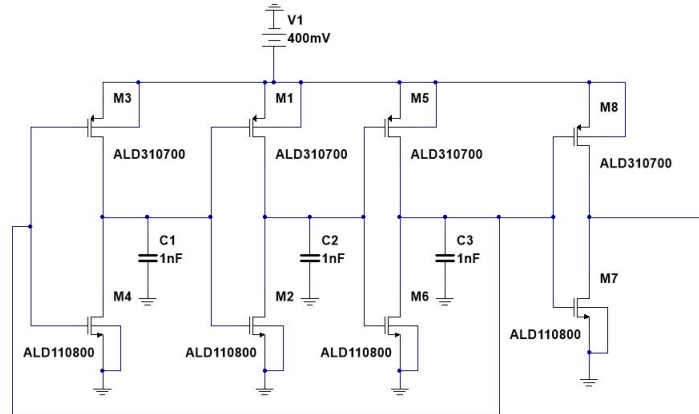 V1
400mV
M3
M1
M5
M8
ALD310700
ALD310700
ALD310700
ALD310700
C1
1nF
C2
1nF
C3
1nF
M4
M2
M6
M7
ALD110800
ALD110800
ALD110800
ALD110800